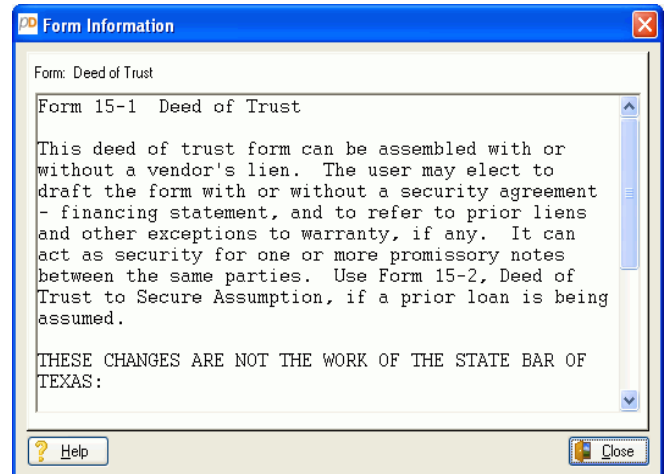 pD Form Information
Form: Deed of Trust
Form 15-1  Deed of Trust
This deed of trust form can be assembled with or
without a vendor's lien.  The user may elect to
draft the form with or without a security agreement
- financing statement, and to refer to prior liens
and other exceptions to warranty, if any.  It can
act as security for one or more promissory notes
between the same parties.  Use Form 15-2, Deed of
Trust to Secure Assumption, if a prior loan is being
assumed.
THESE CHANGES ARE NOT THE WORK OF THE STATE BAR OF
TEXAS:
? Help
Close